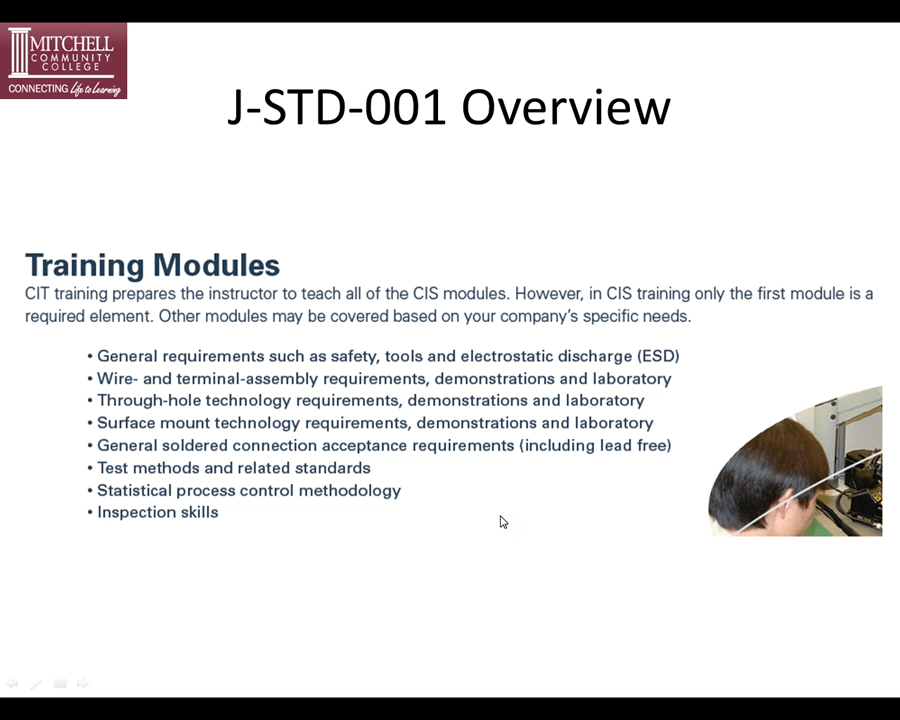 MITCHELL
COMMUNITY
COLLEGE
CONNECTING Life to Learning
J-STD-001 Overview
Training Modules
CIT training prepares the instructor to teach all of the CIS modules. However, in CIS training only the first module is a
required element. Other modules may be covered based on your company's specific needs.
• General requirements such as safety, tools and electrostatic discharge (ESD)
• Wire- and terminal-assembly requirements, demonstrations and laboratory
• Through-hole technology requirements, demonstrations and laboratory
• Surface mount technology requirements, demonstrations and laboratory
• General soldered connection acceptance requirements (including lead free)
• Test methods and related standards
• Statistical process control methodology
• Inspection skills